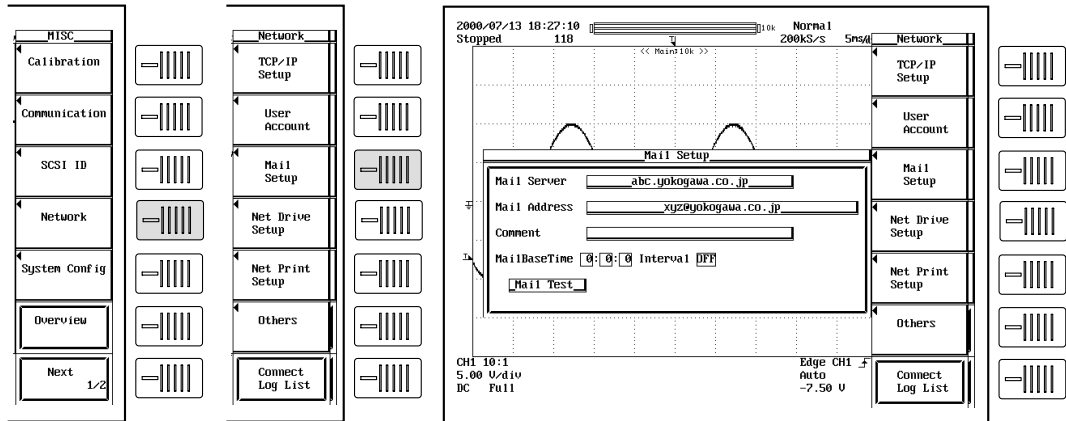 MISC
Calibration
Communication
SCSI ID
Network
System Config
Overview
Next
1/2
Network
TCP/IP
Setup
User
Account
Mail
Setup
Net Drive
Setup
Net Print
Setup
Others
Connect
Log List
2000/07/13 18:27:10
10k
Normal
Stopped
118
200kS/s
5ms/d
<< Main:10k >>
Mail Setup
Mail Server
abc.yokogawa.co.jp
Mail Address
xyz@yokogawa.co.jp
Comment
MailBaseTime 0: 0: 0 Interval OFF
Mail Test
CH1 10:1
5.00 V/div
DC Full
Edge CH1
Auto
-7.50 V
Network
TCP/IP
Setup
User
Account
Mail
Setup
Net Drive
Setup
Net Print
Setup
Others
Connect
Log List